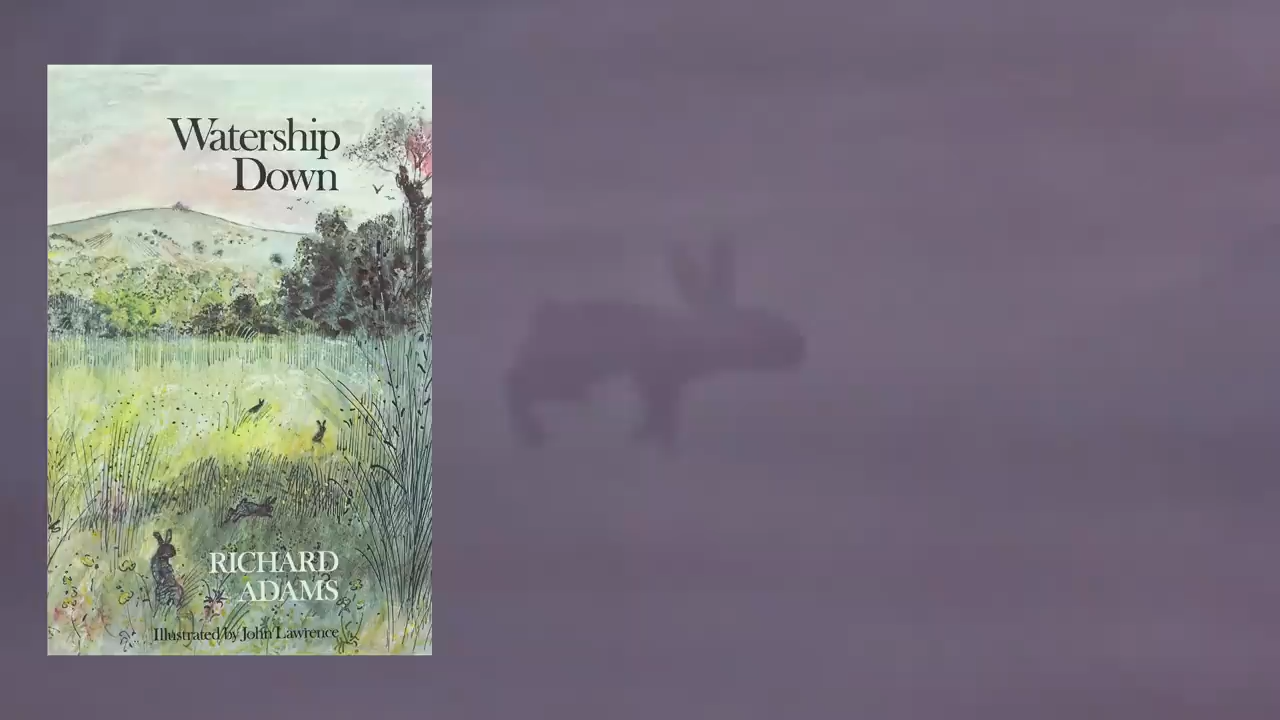 Watership
Down
RICHARD
ADAMS
Illustrated by John Lawrence